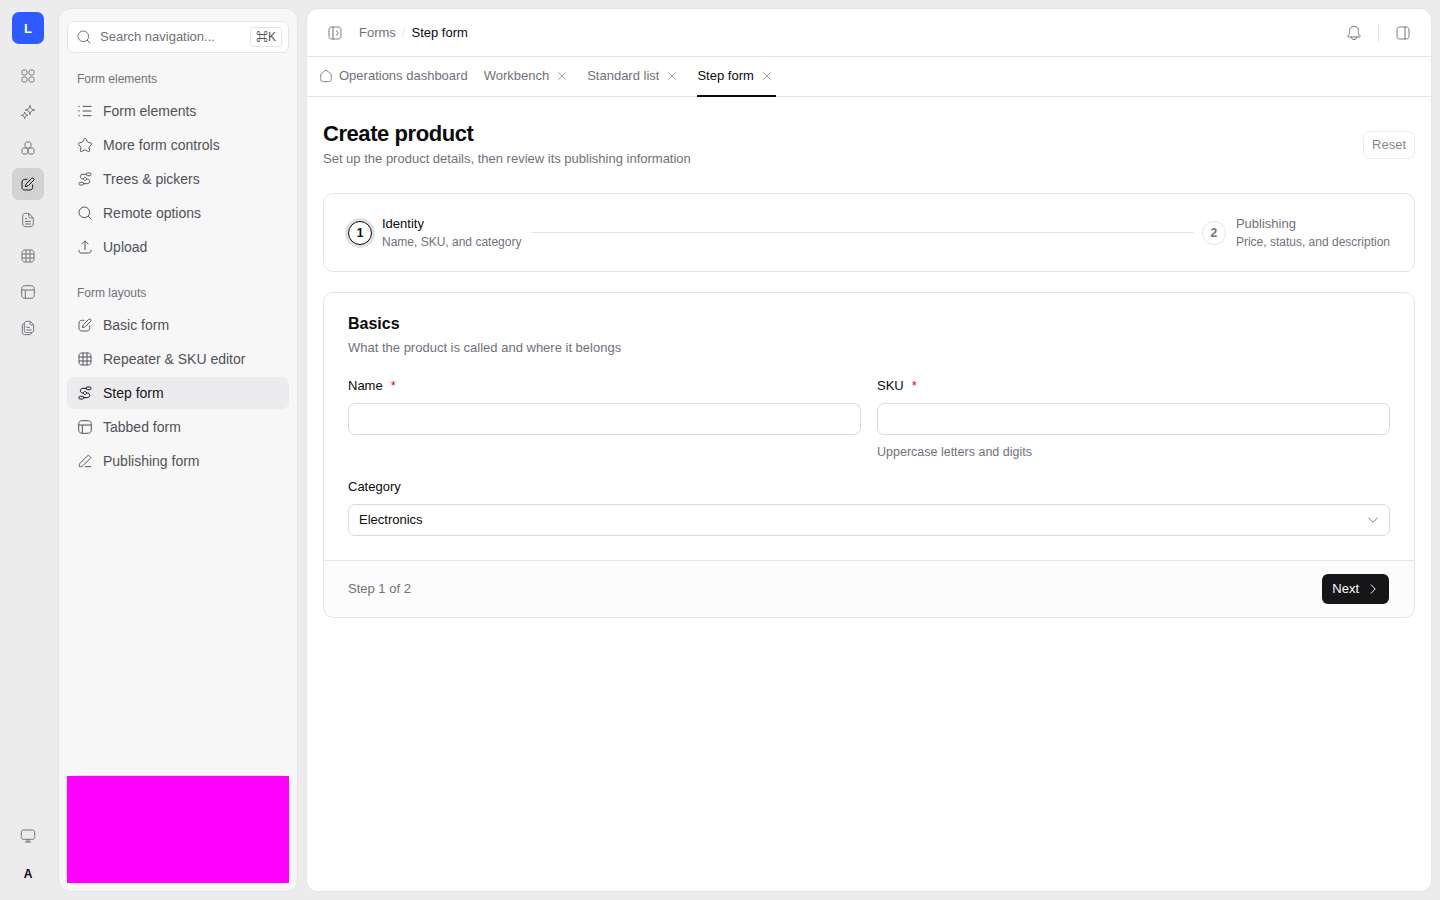 L
Search navigation...
⌘K
Form elements
Form elements
More form controls
Trees & pickers
Remote options
Upload
Form layouts
Basic form
Repeater & SKU editor
Step form
Tabbed form
Publishing form
A
Forms / Step form
Operations dashboard
Workbench
Standard list
Step form
Create product
Set up the product details, then review its publishing information
Reset
1
Identity
Name, SKU, and category
2
Publishing
Price, status, and description
Basics
What the product is called and where it belongs
Name *
SKU *
Uppercase letters and digits
Category
Electronics
Step 1 of 2
Next